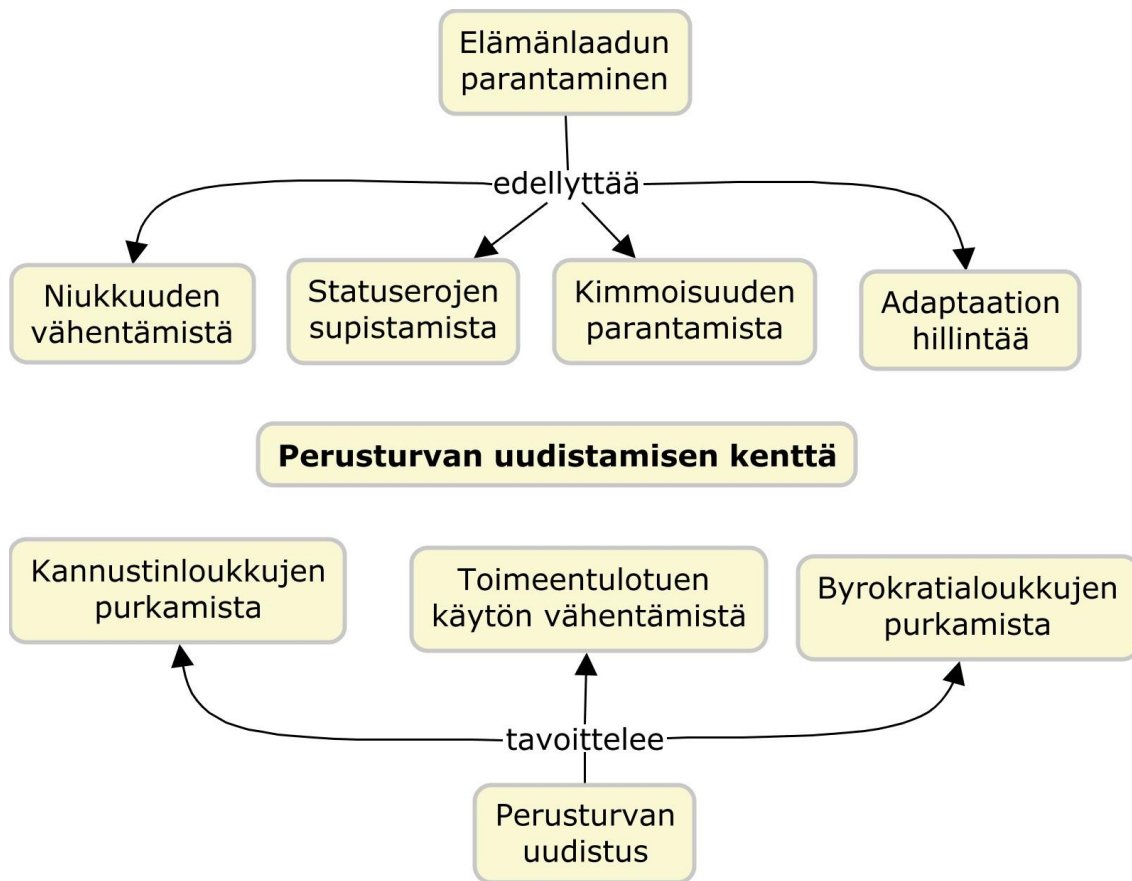 Elämänlaadun
parantaminen
edellyttää
Niukkuuden
vähentämistä
Statuserojen
supistamista
Kimmoisuuden
parantamista
Adaptaation
hillintää
Perusturvan uudistamisen kenttä
Kannustinloukkujen
purkamista
Toimeentulotuen
käytön vähentämistä
Byrokratialoukkujen
purkamista
tavoittelee
Perusturvan
uudistus